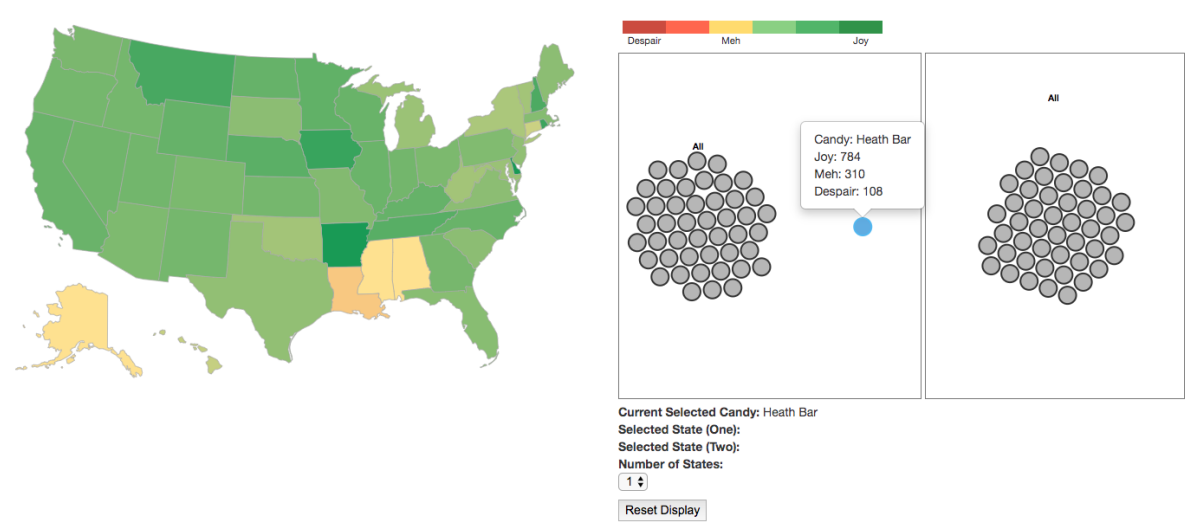 Despair Meh Joy
All
All
Candy: Heath Bar
Joy: 784
Meh: 310
Despair: 108
Current Selected Candy: Heath Bar
Selected State (One):
Selected State (Two):
Number of States:
1
Reset Display